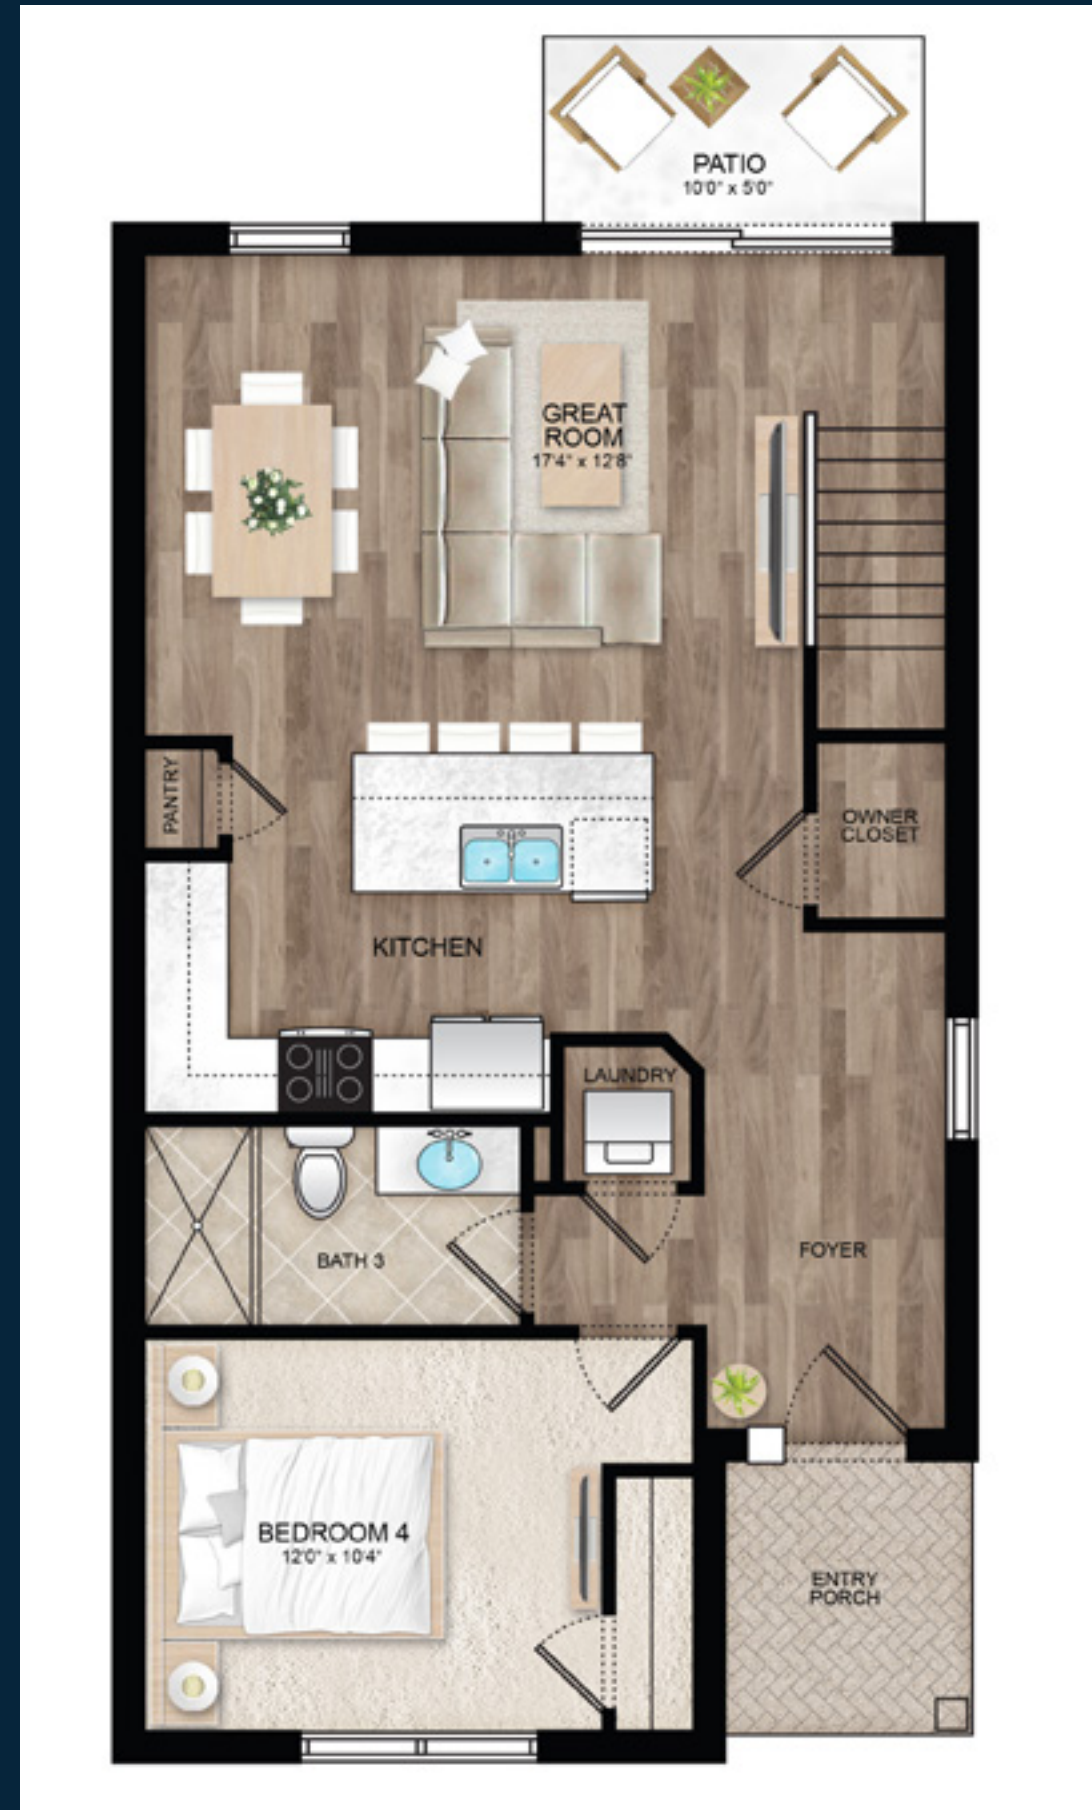 PATIO
10'0" x 5'0"
GREAT
ROOM
17'4" x 12'8"
PANTRY
OWNER
CLOSET
KITCHEN
LAUNDRY
BATH 3
FOYER
BEDROOM 4
12'0" x 10'4"
ENTRY
PORCH